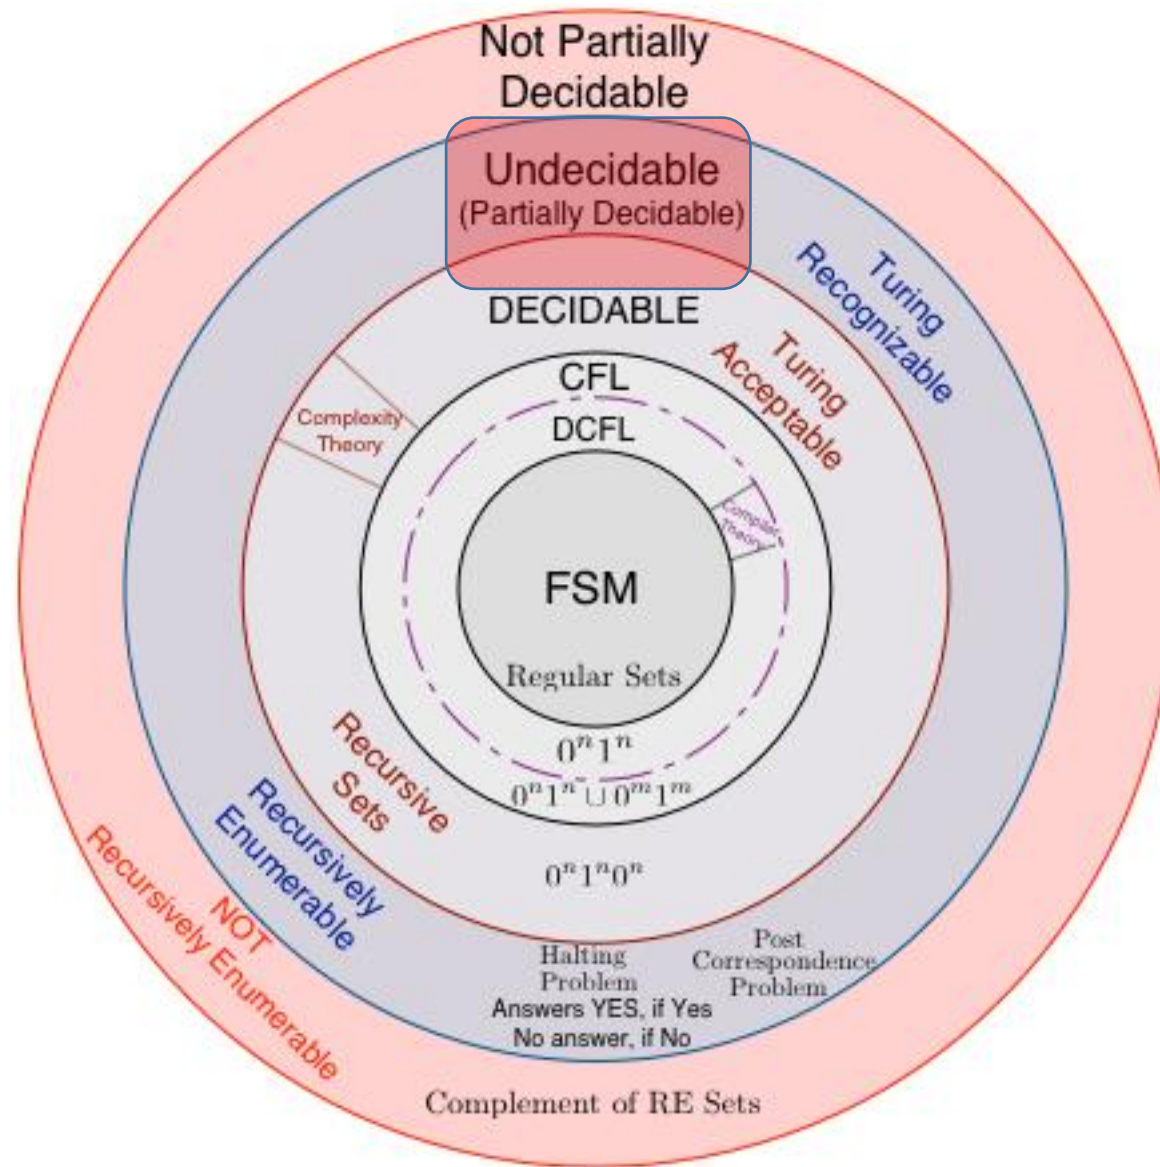 Not Partially
Decidable
Undecidable
(Partially Decidable)
Turing
Recognizable
DECIDABLE
Turing
Acceptable
CFL
DCFL
Complexity
Theory
Compiler
Theory
FSM
Regular Sets
0ⁿ1ⁿ
0ⁿ1ⁿ ∪ 0ᵐ1ᵐ
Recursive
Sets
0ⁿ1ⁿ0ⁿ
Recursively
Enumerable
NOT
Recursively Enumerable
Halting
Problem
Answers YES, if Yes
No answer, if No
Post
Correspondence
Problem
Complement of RE Sets